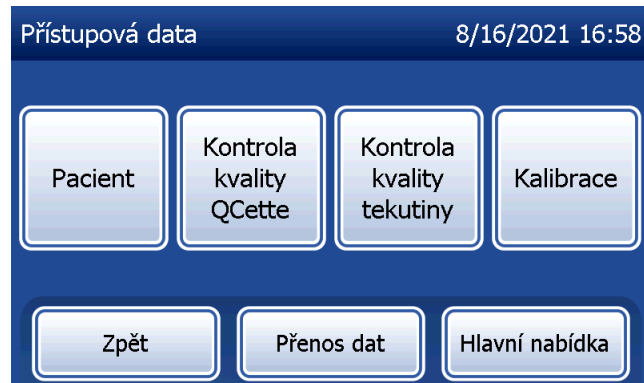 Přístupová data 8/16/2021 16:58
Pacient
Kontrola
kvality
QCette
Kontrola
kvality
tekutiny
Kalibrace
Zpět
Přenos dat
Hlavní nabídka